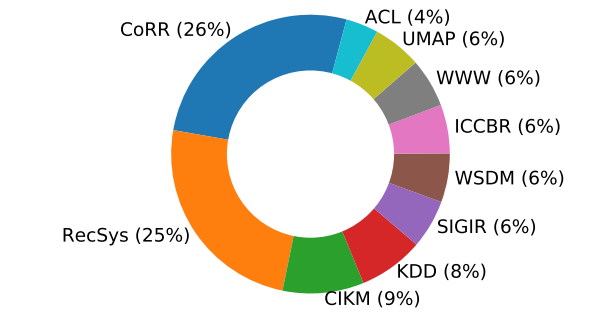 ACL (4%)
CoRR (26%)
UMAP (6%)
WWW (6%)
ICCBR (6%)
WSDM (6%)
SIGIR (6%)
RecSys (25%)
KDD (8%)
CIKM (9%)